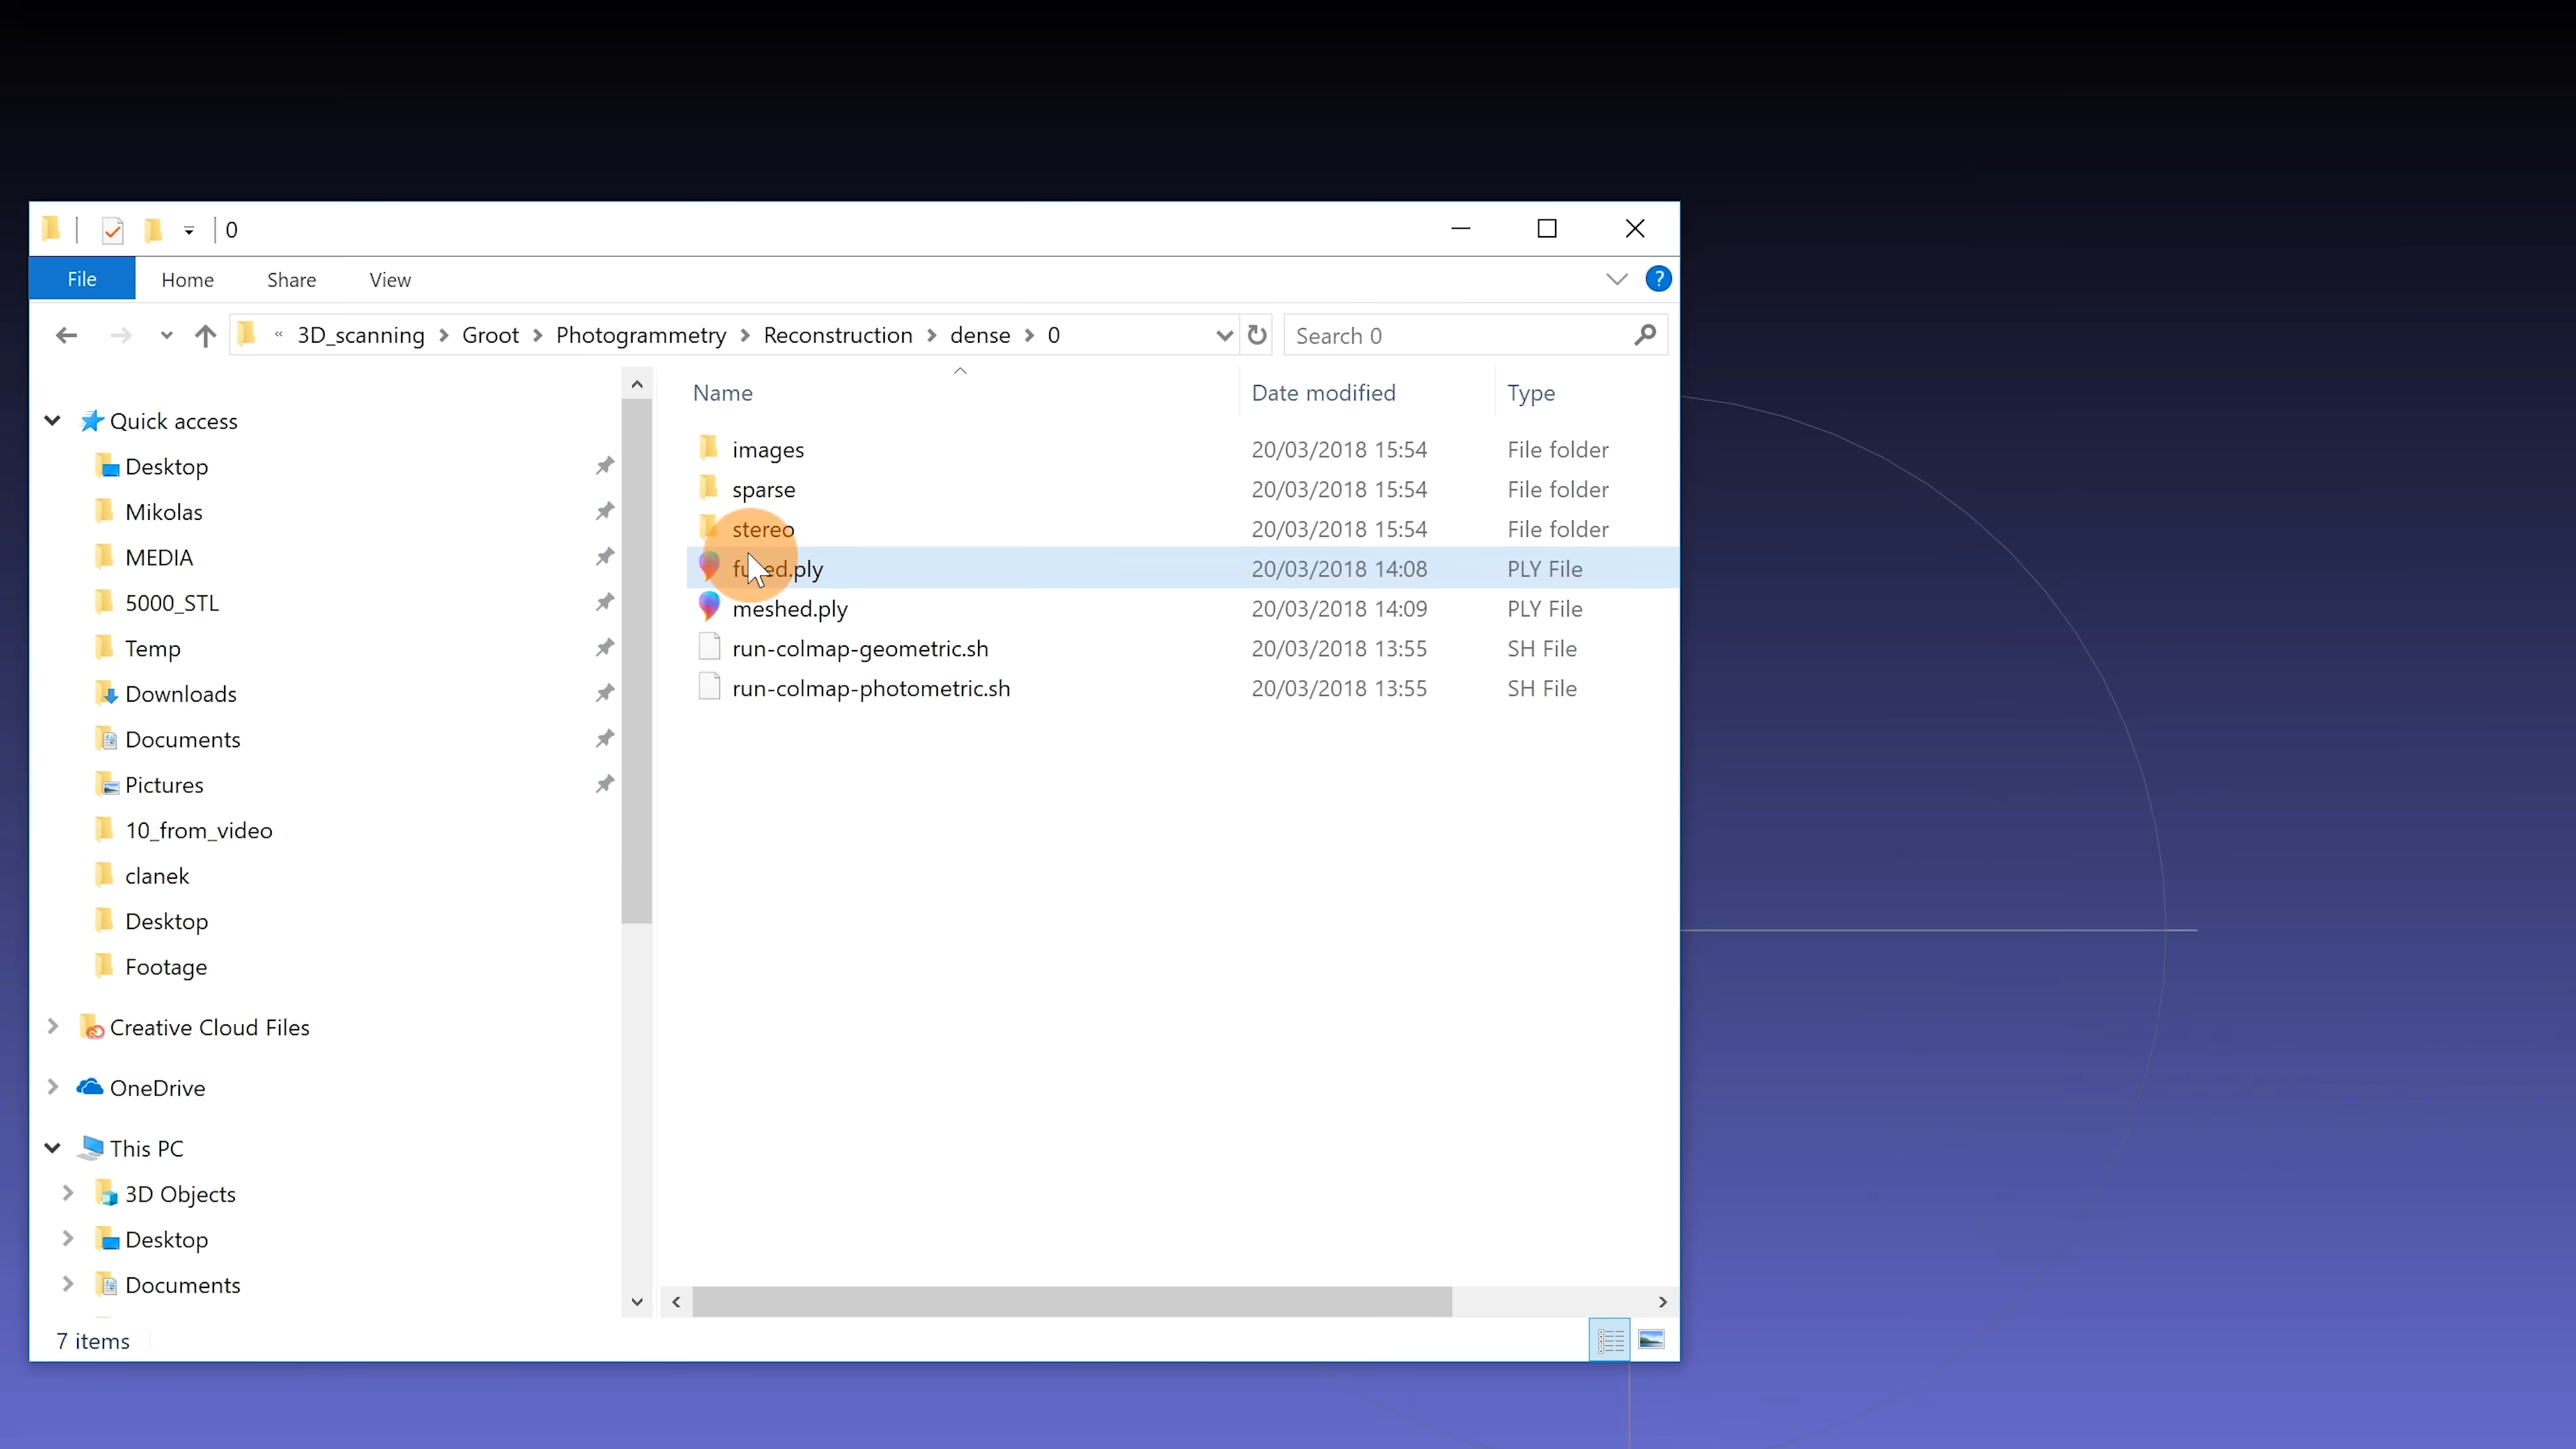 0
File Home Share View ?
« 3D_scanning Groot Photogrammetry Reconstruction dense 0 Search 0
Name Date modified Type
Quick access
Desktop
Mikolas
MEDIA
5000_STL
Temp
Downloads
Documents
Pictures
10_from_video
clanek
Desktop
Footage
Creative Cloud Files
OneDrive
This PC
3D Objects
Desktop
Documents
images 20/03/2018 15:54 File folder
sparse 20/03/2018 15:54 File folder
stereo 20/03/2018 15:54 File folder
fused.ply 20/03/2018 14:08 PLY File
meshed.ply 20/03/2018 14:09 PLY File
run-colmap-geometric.sh 20/03/2018 13:55 SH File
run-colmap-photometric.sh 20/03/2018 13:55 SH File
7 items